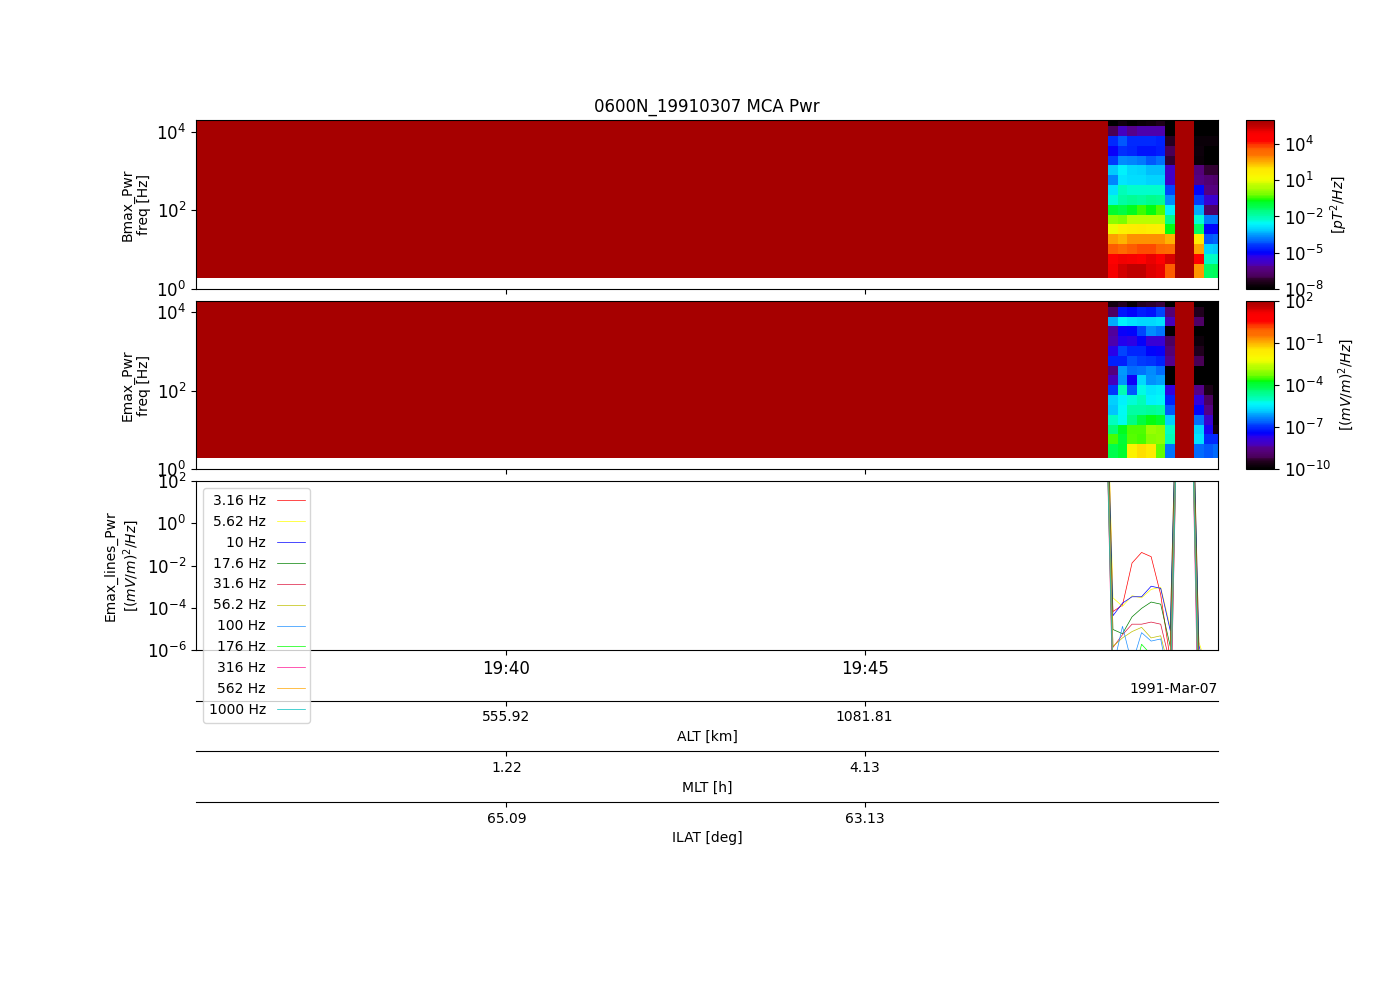 0600N_19910307 MCA Pwr
Bmax_Pwr
freq [Hz]
10^4
10^2
10^0
10^4
10^1
10^-2
10^-5
10^-8
[pT^2/Hz]
Emax_Pwr
freq [Hz]
10^4
10^2
10^0
10^2
10^-1
10^-4
10^-7
10^-10
[(mV/m)^2/Hz]
Emax_lines_Pwr
[(mV/m)^2/Hz]
10^2
10^0
10^-2
10^-4
10^-6
3.16 Hz
5.62 Hz
10 Hz
17.6 Hz
31.6 Hz
56.2 Hz
100 Hz
176 Hz
316 Hz
562 Hz
1000 Hz
19:40 19:45
1991-Mar-07
555.92 1081.81
ALT [km]
1.22 4.13
MLT [h]
65.09 63.13
ILAT [deg]